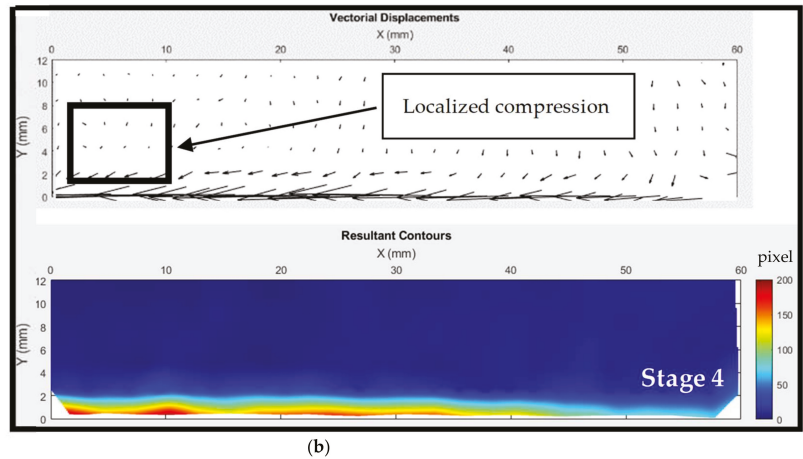 Vectorial Displacements
X (mm)
0 10 20 30 40 50 60
12
10
8
6
4
2
0
Y (mm)
Localized compression
Resultant Contours
X (mm)
0 10 20 30 40 50 60
12
10
8
6
4
2
0
Y (mm)
Stage 4
pixel
200
150
100
50
0
(b)